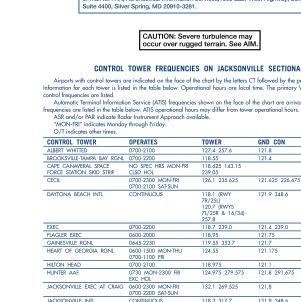 Suite 4400, Silver Spring, MD 20910-3281.
CAUTION: Severe turbulence may
occur over rugged terrain. See AIM.
CONTROL TOWER FREQUENCIES ON JACKSONVILLE SECTIONA
Airports with control towers are indicated on the face of the chart by the letters CT followed by the p
information for each tower is listed in the table below. Operational hours are local time. The primary V
control frequencies are listed.
Automatic Terminal Information Service (ATIS) frequencies shown on the face of the chart are arriva
frequencies are listed in the table below. ATIS operational hours may differ from tower operational hours.
ASR and/or PAR indicate Radar Instrument Approach available.
"MON-FRI" indicates Monday through Friday.
O/T indicates other times.
CONTROL TOWER OPERATES TOWER GND CON
ALBERT WHITTED 0700-2100 127.4 257.6 121.8
BROOKSVILLE-TAMPA BAY RGNL 0700-2200 118.55 121.4
CAPE CANAVERAL SPACE NO SPEC HRS MON-FRI 118.625 143.15
FORCE STATION SKID STRIP CLSD HOL 239.05
CECIL 0700-2300 MON-FRI 126.1 235.625 121.625 226.675
0700-2100 SAT-SUN
DAYTONA BEACH INTL CONTINUOUS 118.1 (RWY 121.9 348.6
7R/25L)
120.7 (RWYS
7L/25R & 16/34)
257.8
EXEC 0700-2200 118.7 239.0 121.4 239.0
FLAGLER EXEC 0600-2000 118.95 121.75
GAINESVILLE RGNL 0645-2230 119.55 353.7 121.7
HEART OF GEORGIA RGNL 0600-1500 MON-THU 124.55 121.175
0700-1100 FRI
HILTON HEAD 0700-2100 118.975 121.1
HUNTER AAF 0730 MON-2300 FRI 124.975 279.575 121.8 291.675
EXC HOL
JACKSONVILLE EXEC AT CRAIG 0600-2300 MON-FRI 132.1 269.525 121.8
0700-2200 SAT-SUN
JACKSONVILLE INTL CONTINUOUS 118.3 317.7 121.9 348.6